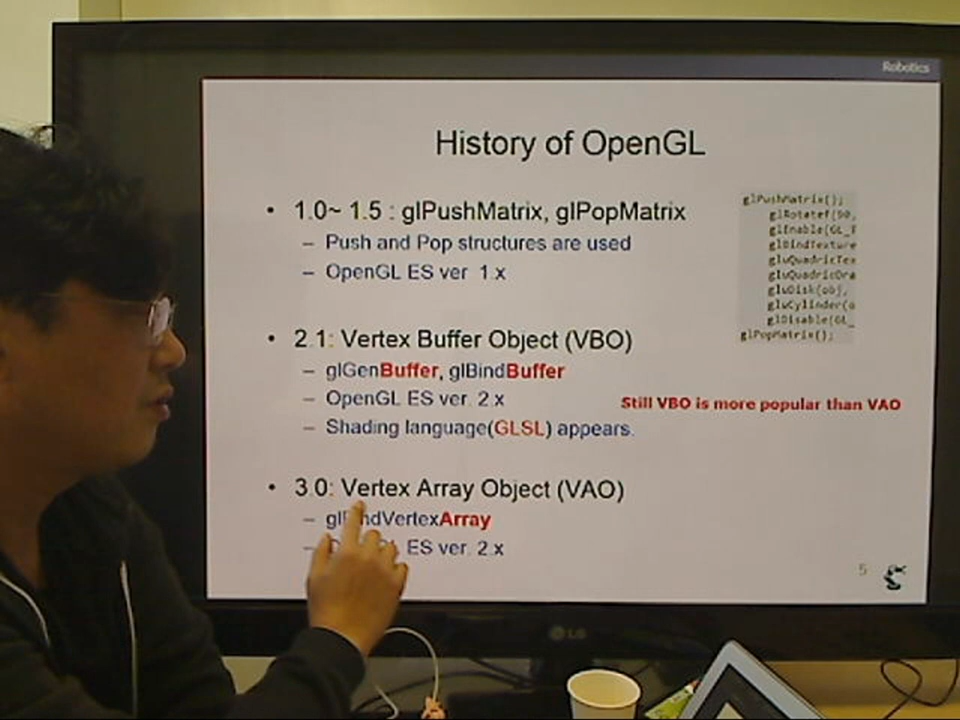 Robotics
History of OpenGL
• 1.0~ 1.5 : glPushMatrix, glPopMatrix
– Push and Pop structures are used
– OpenGL ES ver 1.x
glPushMatrix();
glRotatef(90,
glEnable(GL_T
glBindTexture
gluQuadricTex
gluQuadricDra
gluDisk(obj,
gluCylinder(o
glDisable(GL_
glPopMatrix();
• 2.1: Vertex Buffer Object (VBO)
– glGenBuffer, glBindBuffer
– OpenGL ES ver. 2.x
– Shading language(GLSL) appears.
Still VBO is more popular than VAO
• 3.0: Vertex Array Object (VAO)
– glBindVertexArray
– ES ver. 2.x
5
LG